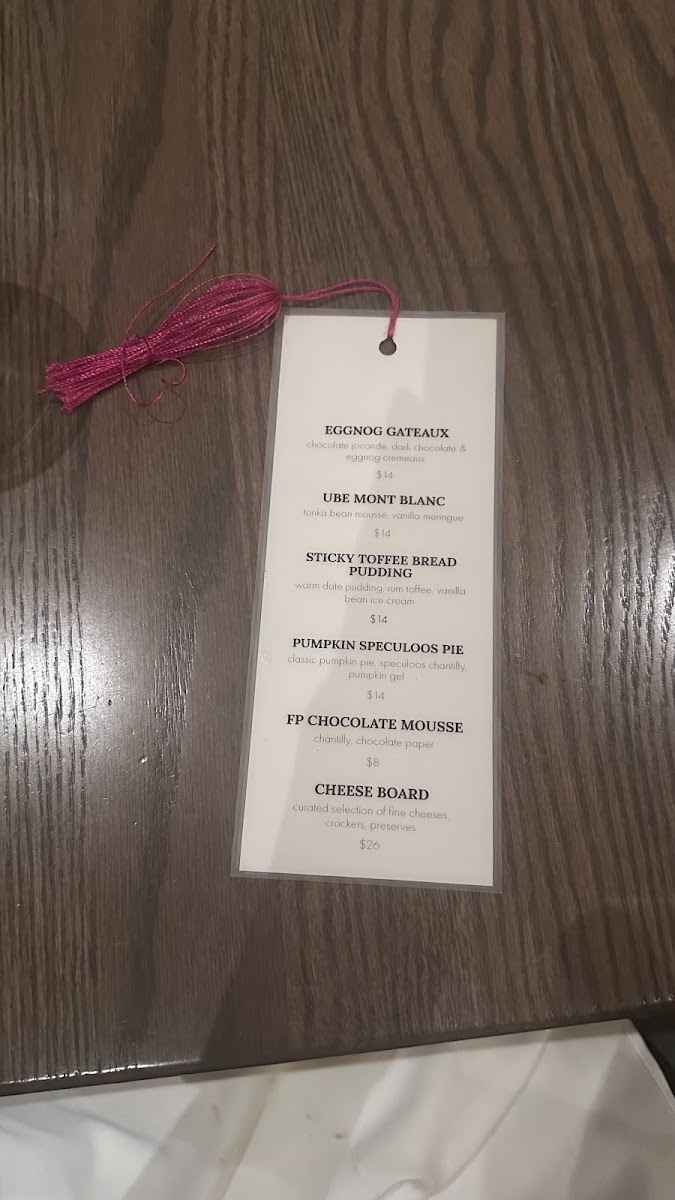 EGGNOG GATEAUX
chocolate joconde, dark chocolate &
eggnog cremeaux
$14
UBE MONT BLANC
tonka bean mousse, vanilla meringue
$14
STICKY TOFFEE BREAD
PUDDING
warm date pudding, rum toffee, vanilla
bean ice cream
$14
PUMPKIN SPECULOOS PIE
classic pumpkin pie, speculoos chantilly,
pumpkin gel
$14
FP CHOCOLATE MOUSSE
chantilly, chocolate paper
$8
CHEESE BOARD
curated selection of fine cheeses,
crackers, preserves
$26